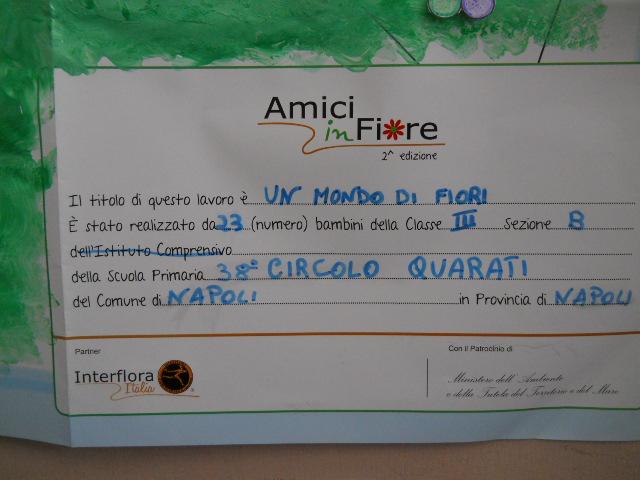 Amici
in Fiore
2^ edizione
Il titolo di questo lavoro è UN MONDO DI FIORI
È stato realizzato da 23 (numero) bambini della Classe III Sezione B
dell'Istituto Comprensivo
della Scuola Primaria 38° CIRCOLO QUARATI
del Comune di NAPOLI in Provincia di NAPOLI
Partner
Interflora
Italia
Con il Patrocinio di
Ministero dell'Ambiente
e della Tutela del Territorio e del Mare